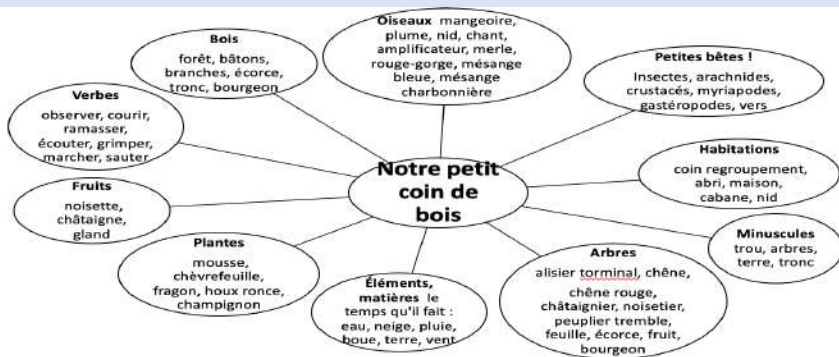 Oiseaux mangeoire,
plume, nid, chant,
amplificateur, merle,
rouge-gorge, mésange
bleue, mésange
charbonnière
Bois
forêt, bâtons,
branches, écorce,
tronc, bourgeon
Petites bêtes !
Insectes, arachnides,
crustacés, myriapodes,
gastéropodes, vers
Verbes
observer, courir,
ramasser,
écouter, grimper,
marcher, sauter
Habitations
coin regroupement,
abri, maison,
cabane, nid
Notre petit
coin de
bois
Fruits
noisette,
châtaigne,
gland
Minuscules
trou, arbres,
terre, tronc
Plantes
mousse,
chèvrefeuille,
fragon, houx ronce,
champignon
Éléments,
matières le
temps qu'il fait :
eau, neige, pluie,
boue, terre, vent
Arbres
alisier torminal, chêne,
chêne rouge,
châtaignier, noisetier,
peuplier tremble,
feuille, écorce, fruit,
bourgeon